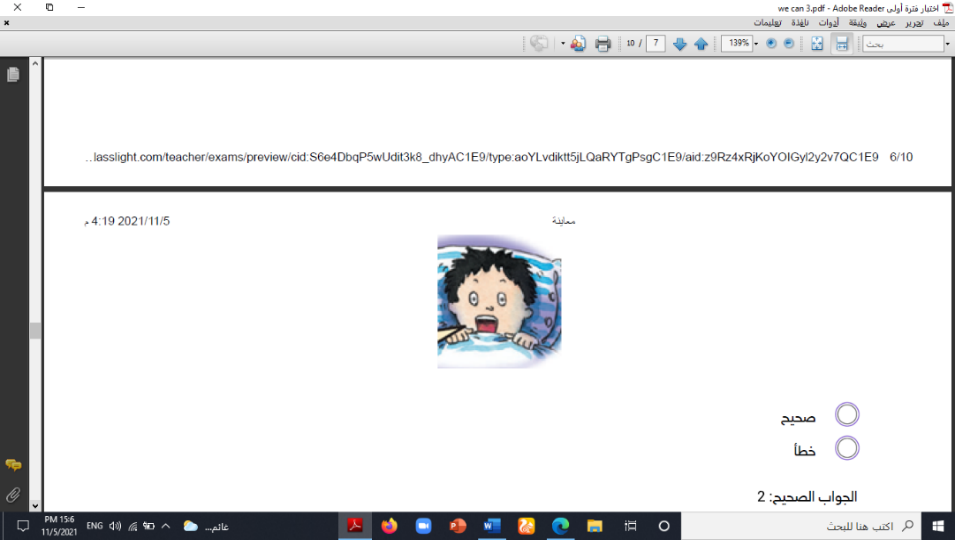 اختبار فترة أولى we can 3.pdf - Adobe Reader
ملف تحرير عرض وثيقة أدوات نافذة تعليمات
بحث
139%
7 / 10
..lasslight.com/teacher/exams/preview/cid:S6e4DbqP5wUdit3k8_dhyAC1E9/type:aoYLvdiktt5jLQaRYTgPsgC1E9/aid:z9Rz4xRjKoYOIGyl2y2v7QC1E9 6/10
معاينة
2021/11/5 4:19 م
صحيح
خطأ
الجواب الصحيح: 2
اكتب هنا للبحث
غائم...
ENG
PM 15:6
11/5/2021